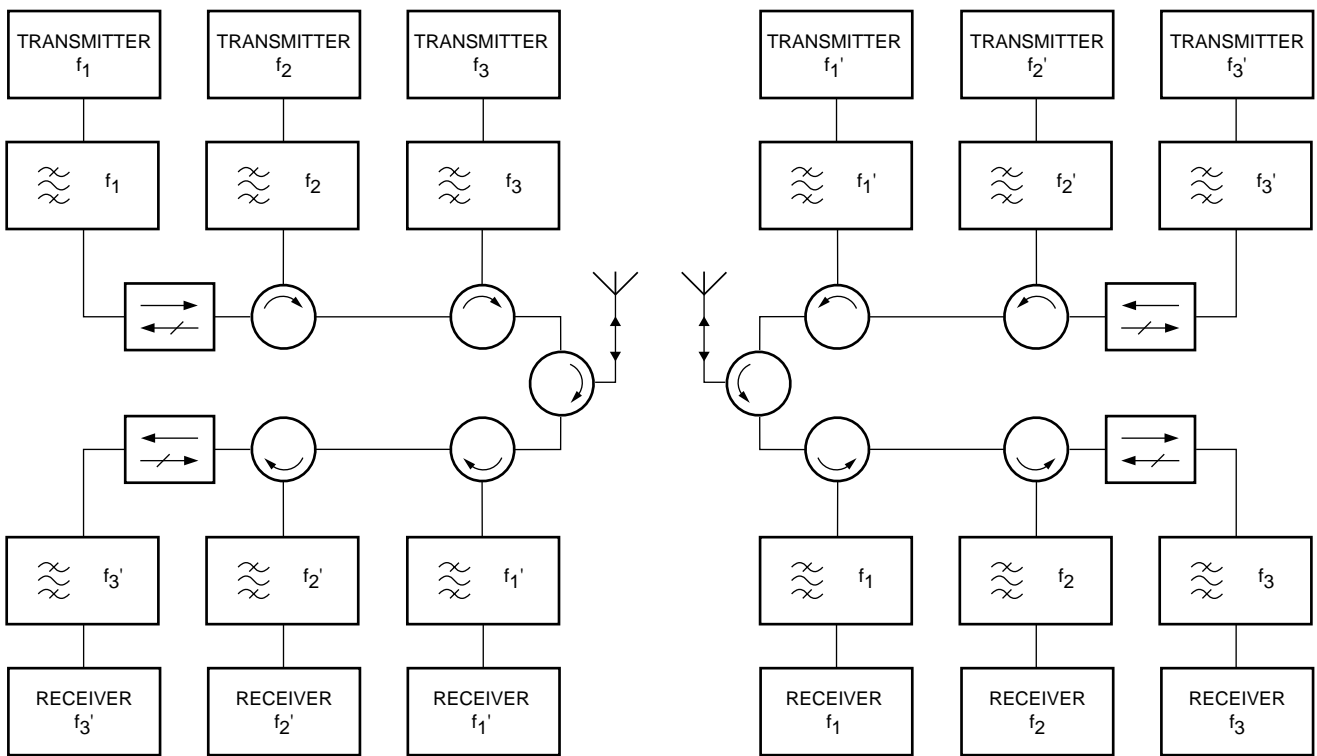 TRANSMITTER TRANSMITTER TRANSMITTER TRANSMITTER TRANSMITTER TRANSMITTER
f1 f2 f3 f1' f2' f3'
f1 f2 f3 f1' f2' f3'
f3' f2' f1' f1 f2 f3
RECEIVER RECEIVER RECEIVER RECEIVER RECEIVER RECEIVER
f3' f2' f1' f1 f2 f3